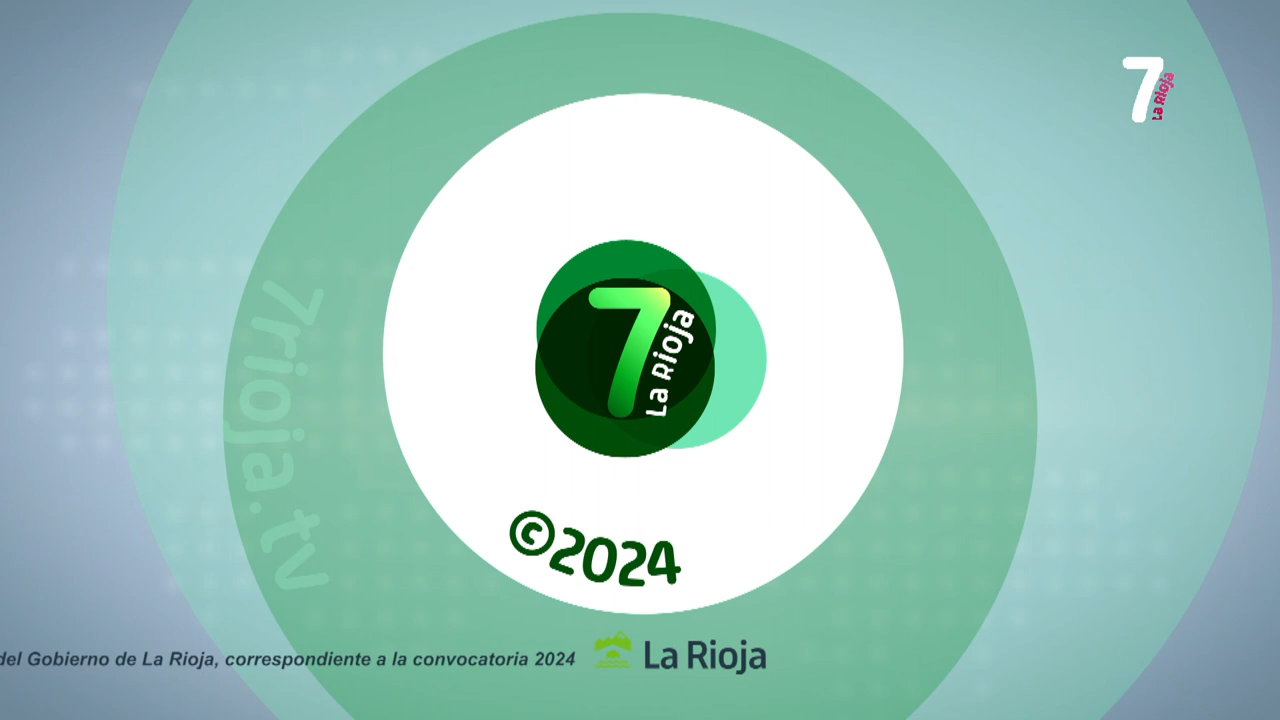 7
La Rioja
7rioja.tv
7
La Rioja
©2024
del Gobierno de La Rioja, correspondiente a la convocatoria 2024
La Rioja